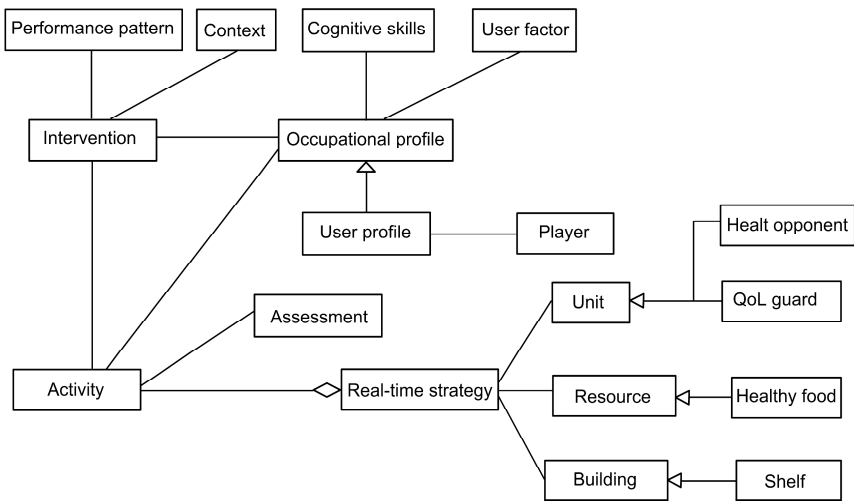 Performance pattern
Context
Cognitive skills
User factor
Intervention
Occupational profile
User profile
Player
Healt opponent
Unit
QoL guard
Assessment
Activity
Real-time strategy
Resource
Healthy food
Building
Shelf